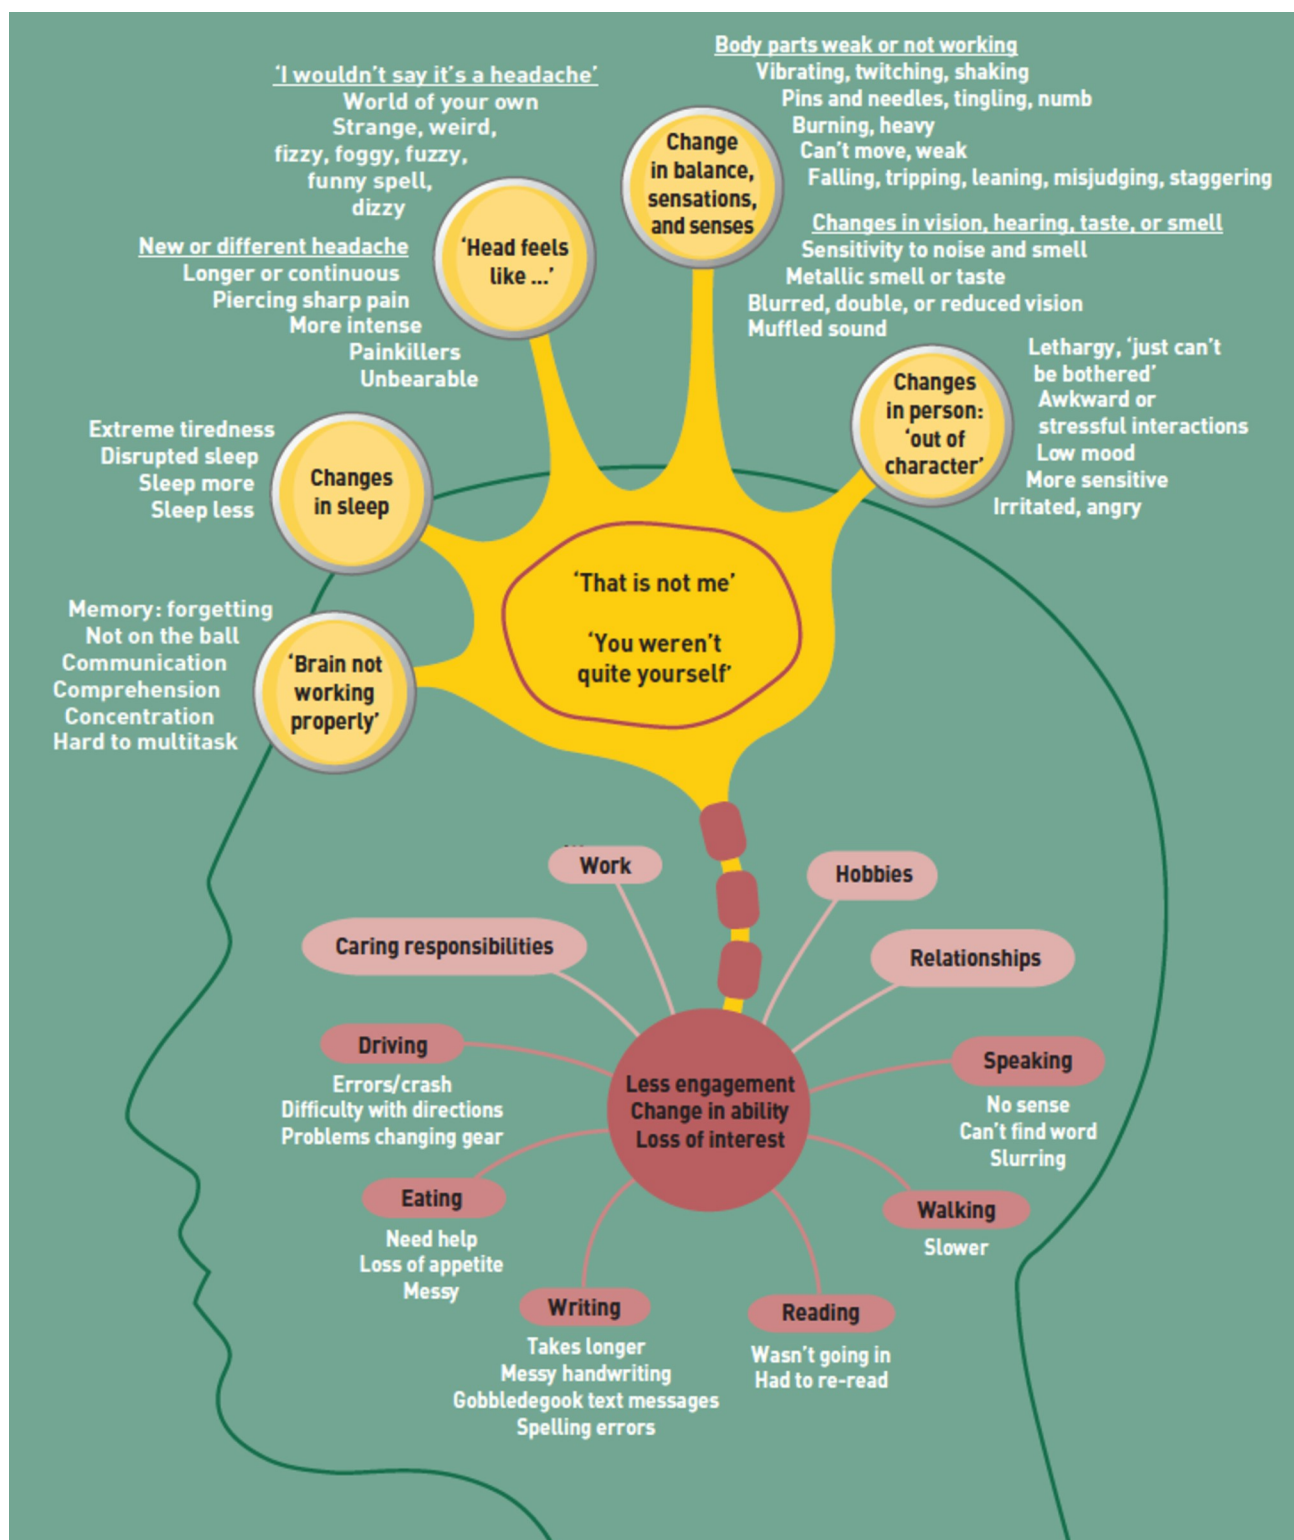 ‘I wouldn’t say it’s a headache’
World of your own
Strange, weird,
fizzy, foggy, fuzzy,
funny spell,
dizzy
New or different headache
Longer or continuous
Piercing sharp pain
More intense
Painkillers
Unbearable
‘Head feels
like ...’
Body parts weak or not working
Vibrating, twitching, shaking
Pins and needles, tingling, numb
Burning, heavy
Can’t move, weak
Falling, tripping, leaning, misjudging, staggering
Changes in vision, hearing, taste, or smell
Sensitivity to noise and smell
Metallic smell or taste
Blurred, double, or reduced vision
Muffled sound
Change
in balance,
sensations,
and senses
Lethargy, ‘just can’t
be bothered’
Awkward or
stressful interactions
Low mood
More sensitive
Irritated, angry
Changes
in person:
‘out of
character’
Extreme tiredness
Disrupted sleep
Sleep more
Sleep less
Changes
in sleep
Memory: forgetting
Not on the ball
Communication
Comprehension
Concentration
Hard to multitask
‘Brain not
working
properly’
‘That is not me’
‘You weren’t
quite yourself’
Work
Hobbies
Caring responsibilities
Relationships
Less engagement
Change in ability
Loss of interest
Driving
Errors/crash
Difficulty with directions
Problems changing gear
Speaking
No sense
Can’t find word
Slurring
Eating
Need help
Loss of appetite
Messy
Walking
Slower
Writing
Takes longer
Messy handwriting
Gobbledegook text messages
Spelling errors
Reading
Wasn’t going in
Had to re-read